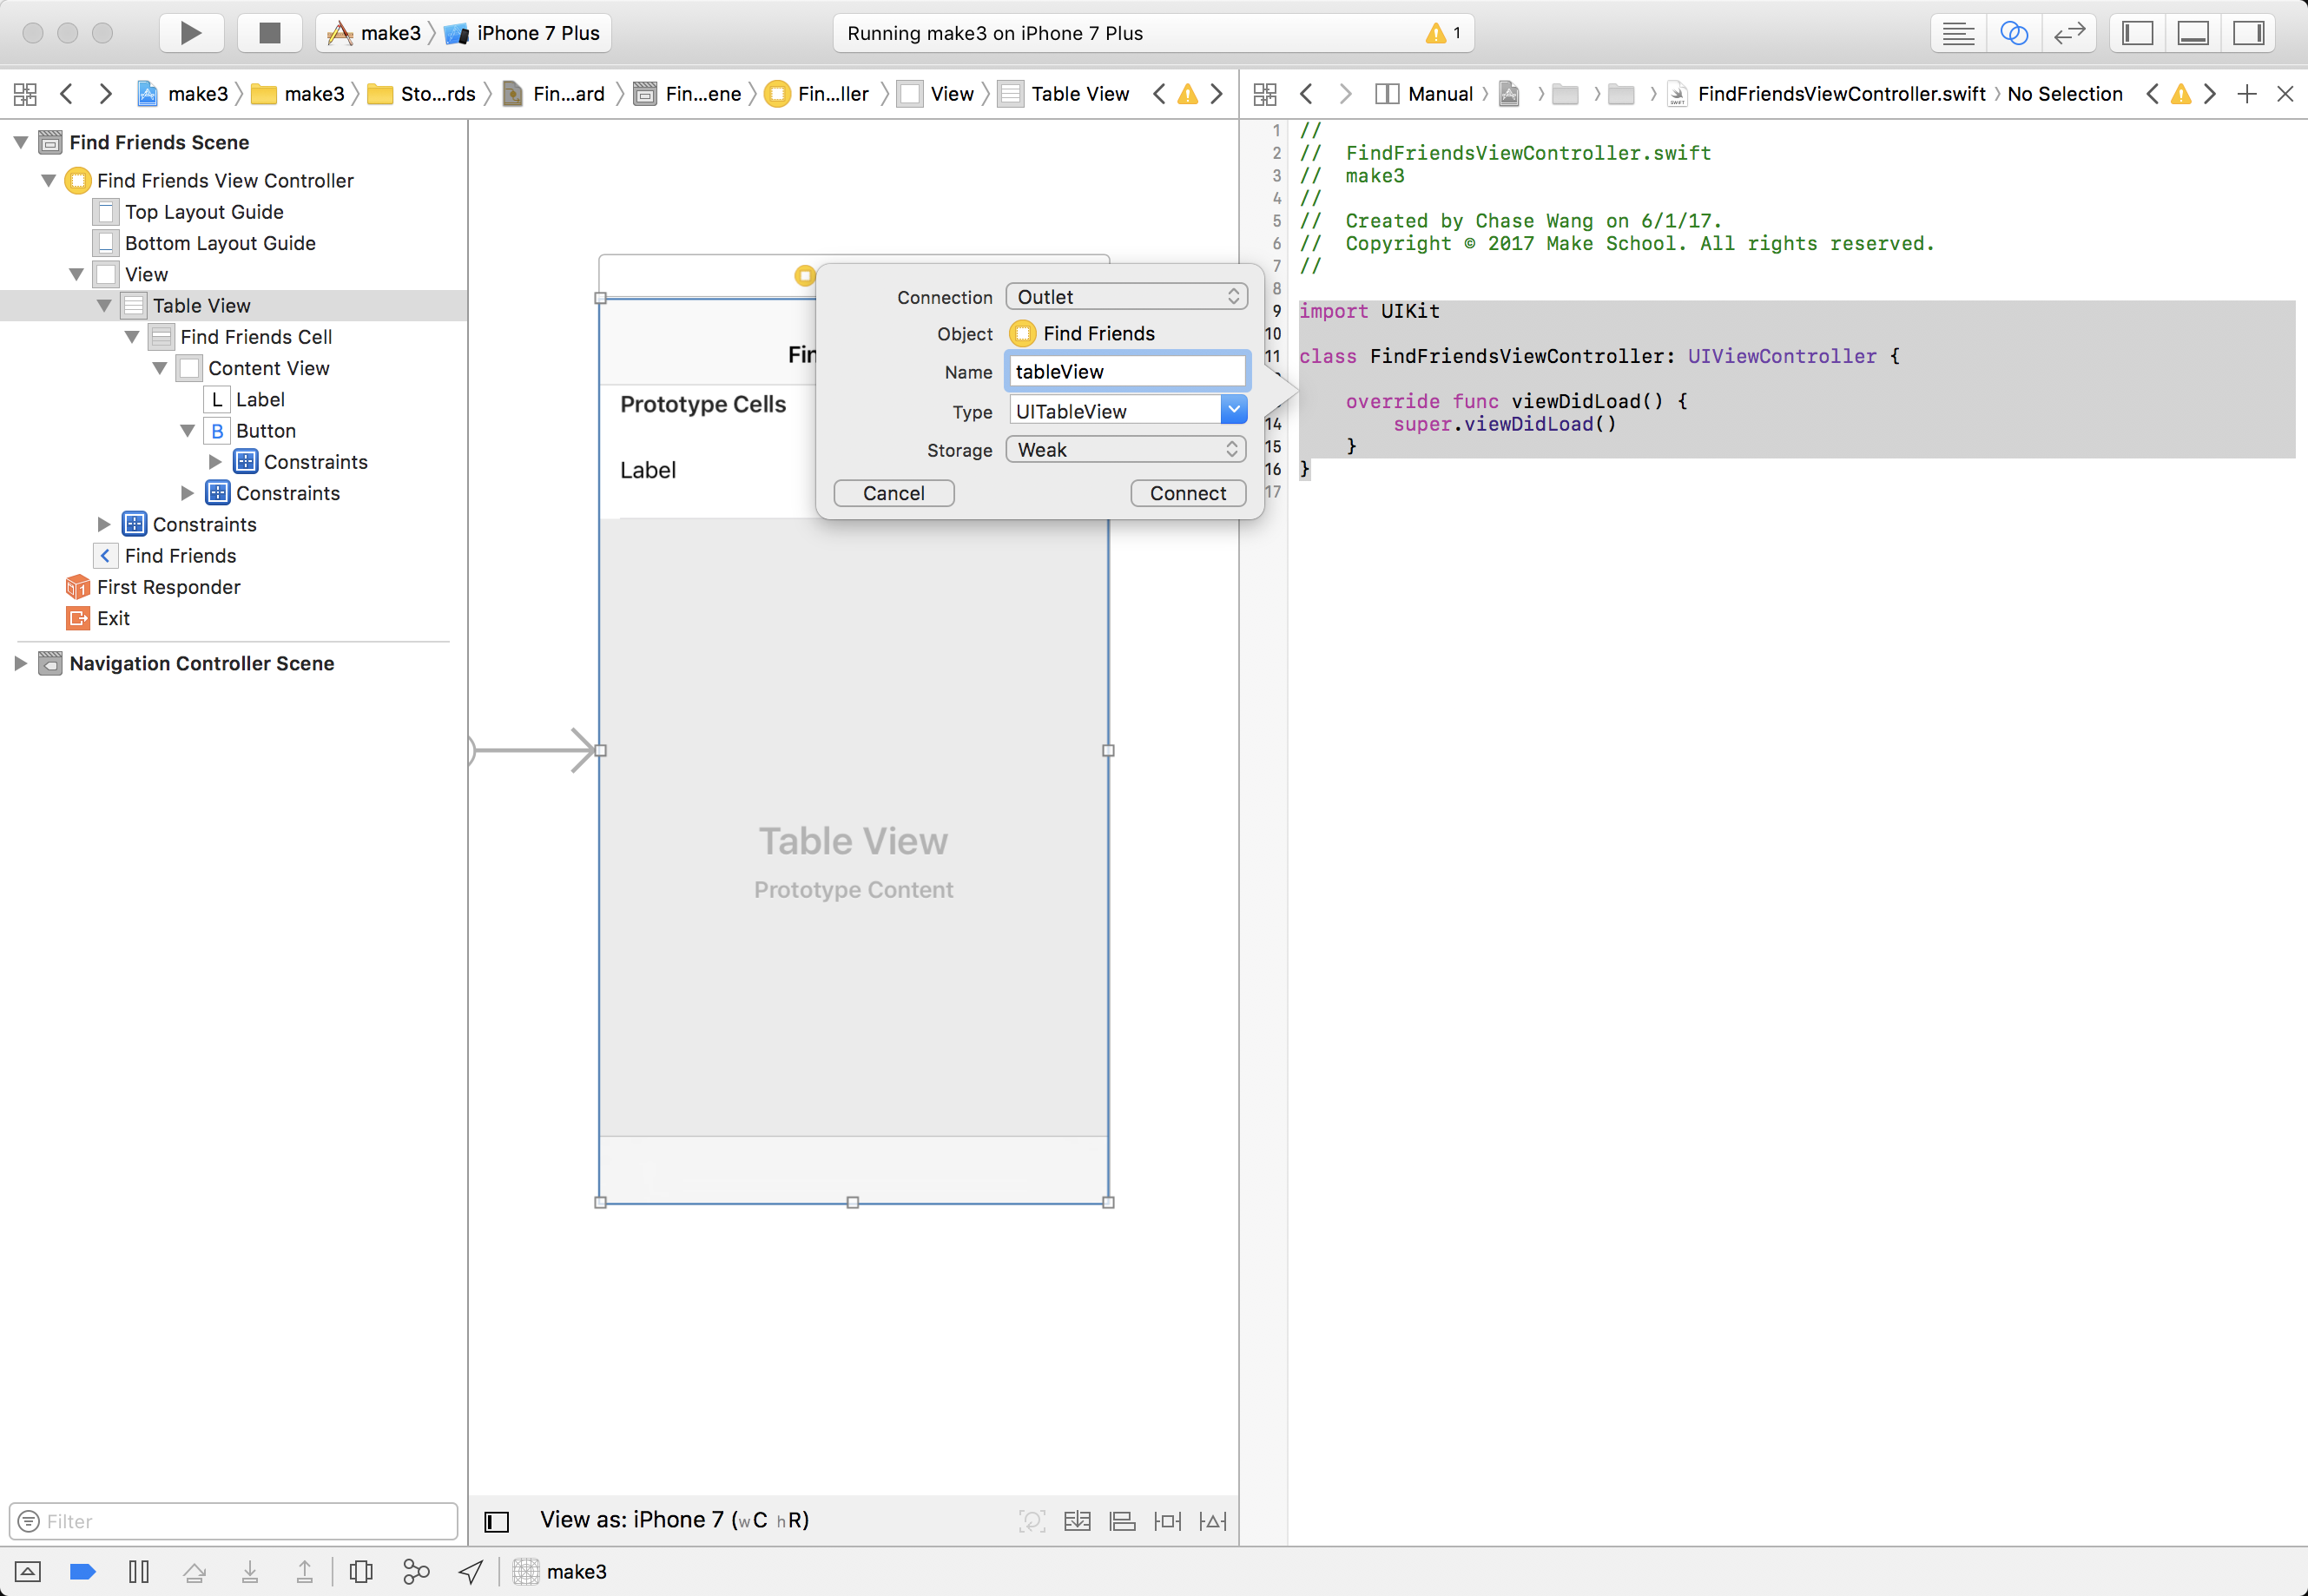 make3 iPhone 7 Plus
Running make3 on iPhone 7 Plus
1
make3 make3 Sto...rds Fin...ard Fin...ene Fin...ller View Table View
Manual FindFriendsViewController.swift No Selection
Find Friends Scene
Find Friends View Controller
Top Layout Guide
Bottom Layout Guide
View
Table View
Find Friends Cell
Content View
L Label
B Button
Constraints
Constraints
Constraints
Find Friends
First Responder
Exit
Navigation Controller Scene
Filter
Prototype Cells
Label
Table View
Prototype Content
Connection Outlet
Object Find Friends
Name tableView
Type UITableView
Storage Weak
Cancel Connect
View as: iPhone 7 (wC hR)
1 //
2 //  FindFriendsViewController.swift
3 //  make3
4 //
5 //  Created by Chase Wang on 6/1/17.
6 //  Copyright © 2017 Make School. All rights reserved.
7 //
8
9 import UIKit
10
11 class FindFriendsViewController: UIViewController {
override func viewDidLoad() {
14 super.viewDidLoad()
15 }
16 }
17
make3